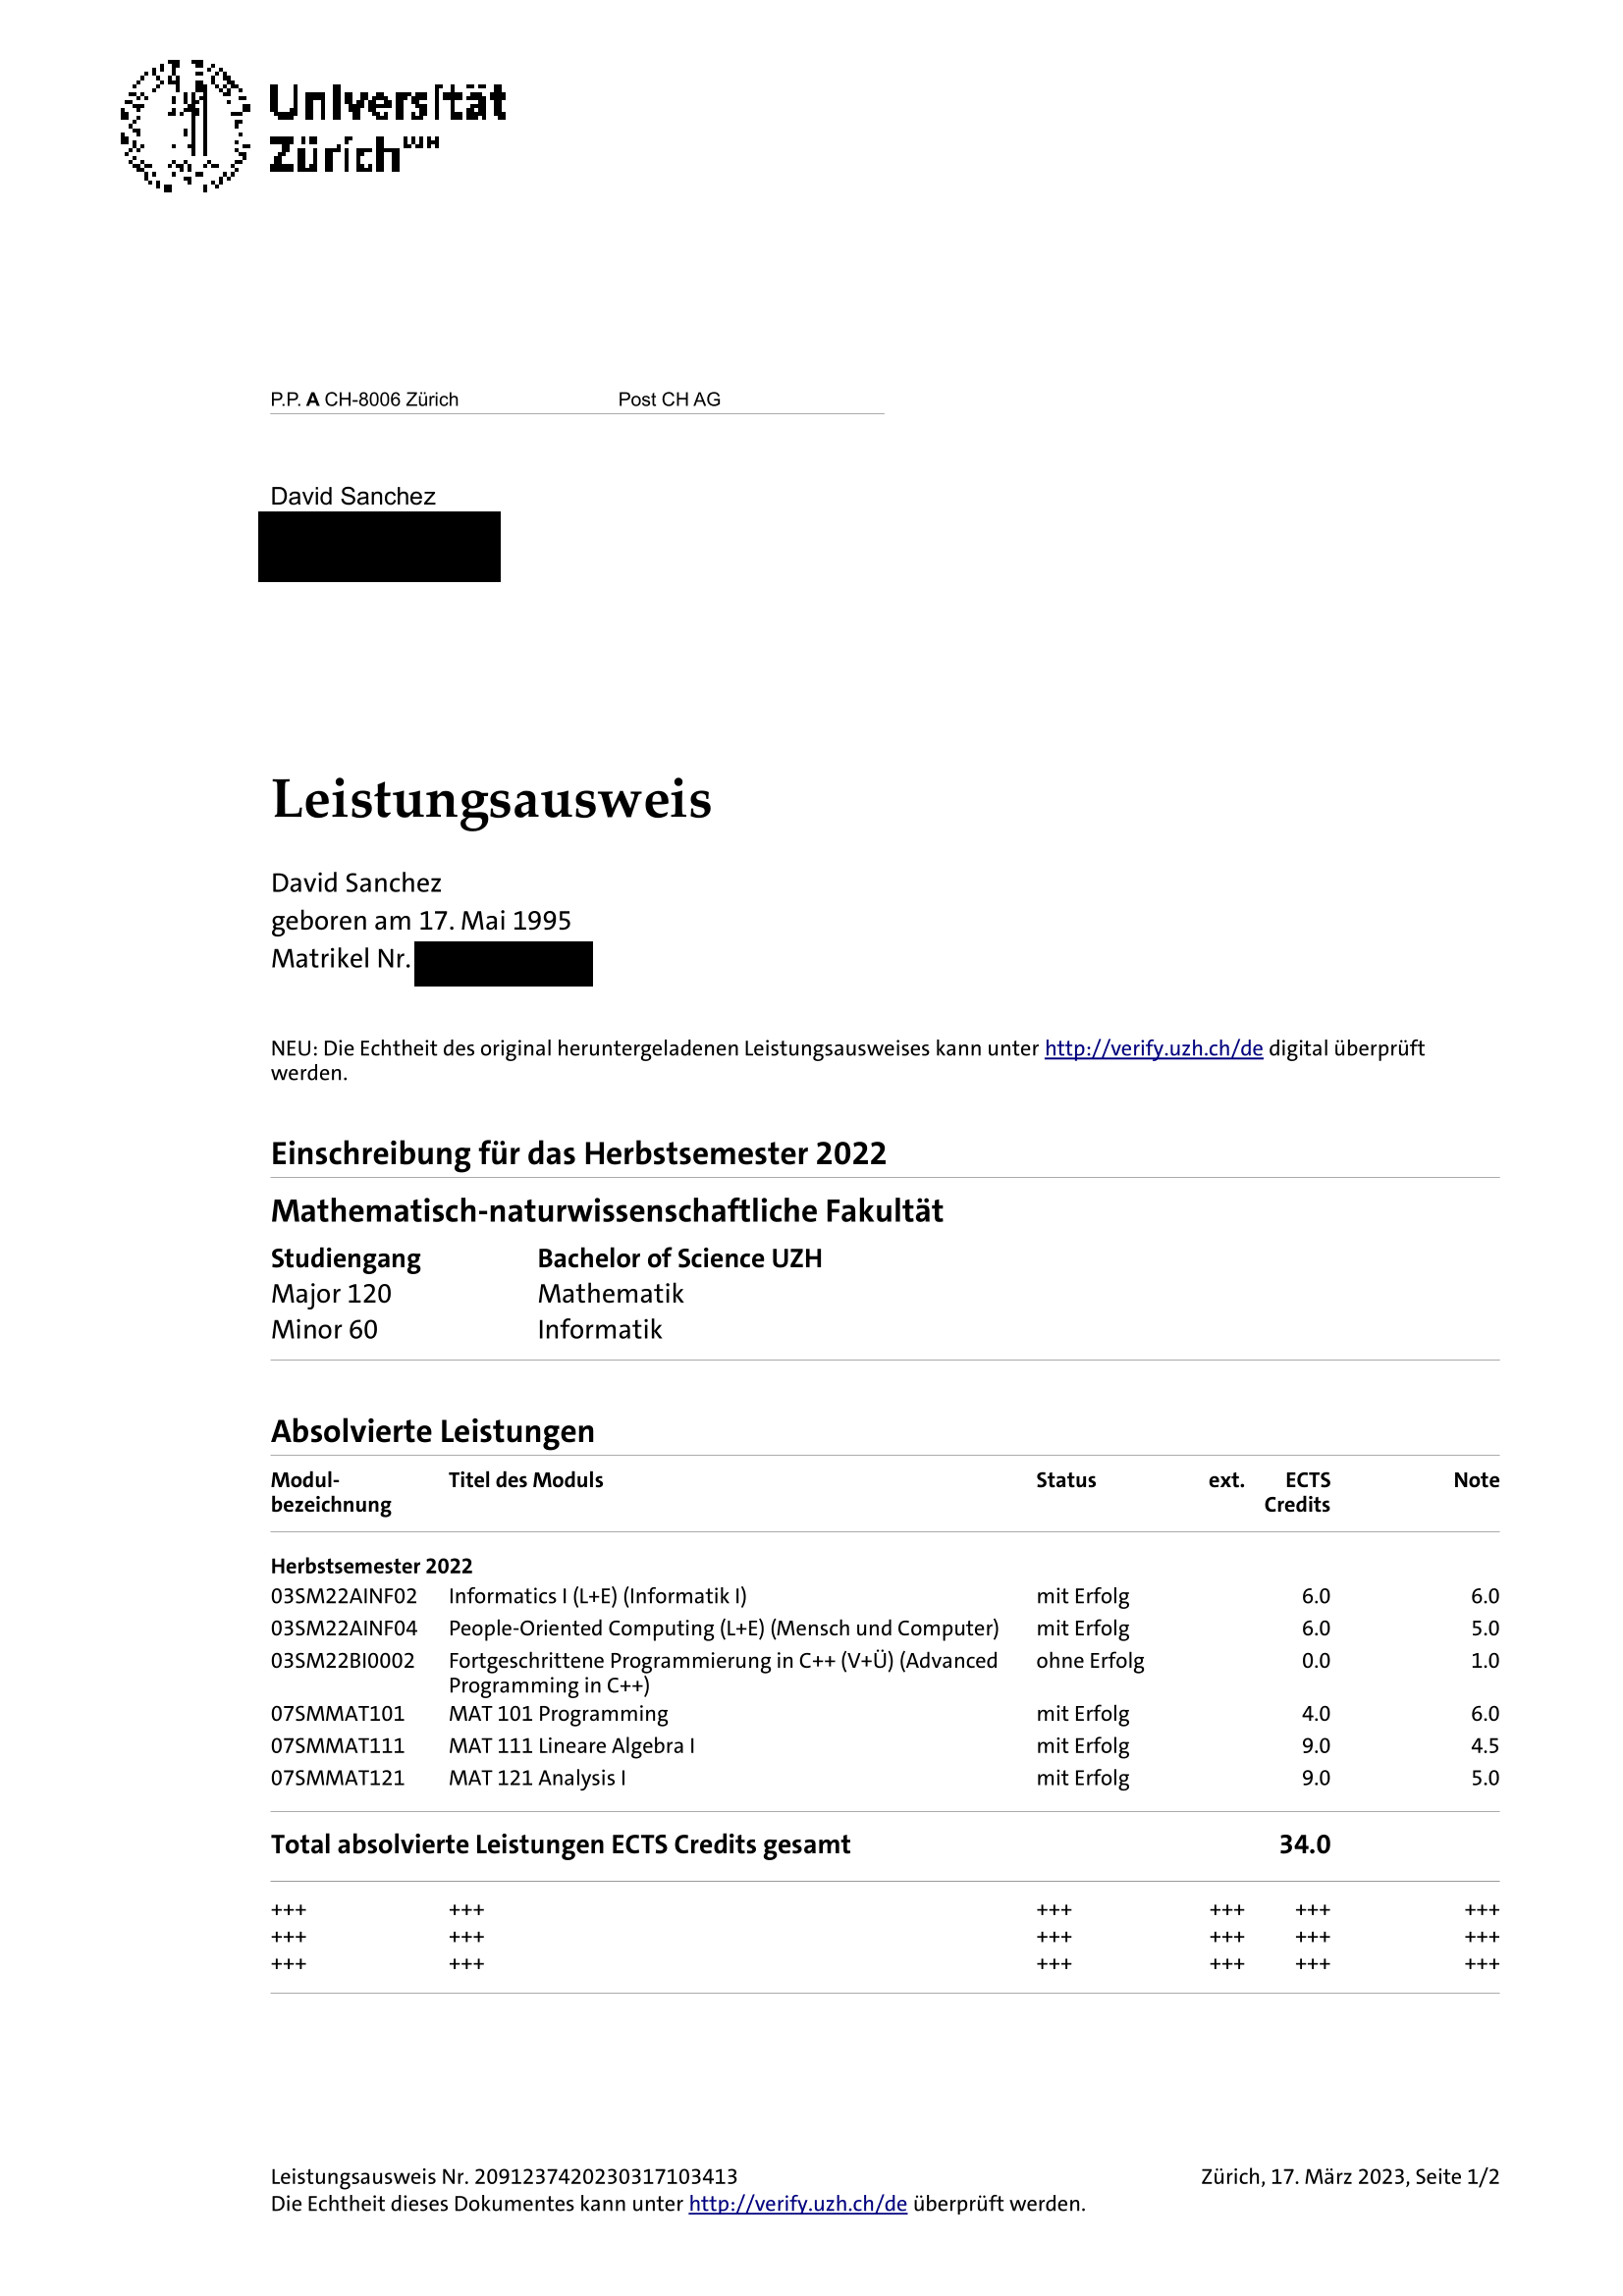 Universität
Zürich UZH
P.P. A CH-8006 Zürich Post CH AG
David Sanchez
Leistungsausweis
David Sanchez
geboren am 17. Mai 1995
Matrikel Nr.
NEU: Die Echtheit des original heruntergeladenen Leistungsausweises kann unter http://verify.uzh.ch/de digital überprüft
werden.
Einschreibung für das Herbstsemester 2022
Mathematisch-naturwissenschaftliche Fakultät
Studiengang Bachelor of Science UZH
Major 120 Mathematik
Minor 60 Informatik
Absolvierte Leistungen
Modul- Titel des Moduls Status ext. ECTS Note
bezeichnung Credits
Herbstsemester 2022
03SM22AINF02 Informatics I (L+E) (Informatik I) mit Erfolg 6.0 6.0
03SM22AINF04 People-Oriented Computing (L+E) (Mensch und Computer) mit Erfolg 6.0 5.0
03SM22BI0002 Fortgeschrittene Programmierung in C++ (V+Ü) (Advanced ohne Erfolg 0.0 1.0
Programming in C++)
07SMMAT101 MAT 101 Programming mit Erfolg 4.0 6.0
07SMMAT111 MAT 111 Lineare Algebra I mit Erfolg 9.0 4.5
07SMMAT121 MAT 121 Analysis I mit Erfolg 9.0 5.0
Total absolvierte Leistungen ECTS Credits gesamt 34.0
+++ +++ +++ +++ +++ +++
+++ +++ +++ +++ +++ +++
+++ +++ +++ +++ +++ +++
Leistungsausweis Nr. 2091237420230317103413 Zürich, 17. März 2023, Seite 1/2
Die Echtheit dieses Dokumentes kann unter http://verify.uzh.ch/de überprüft werden.